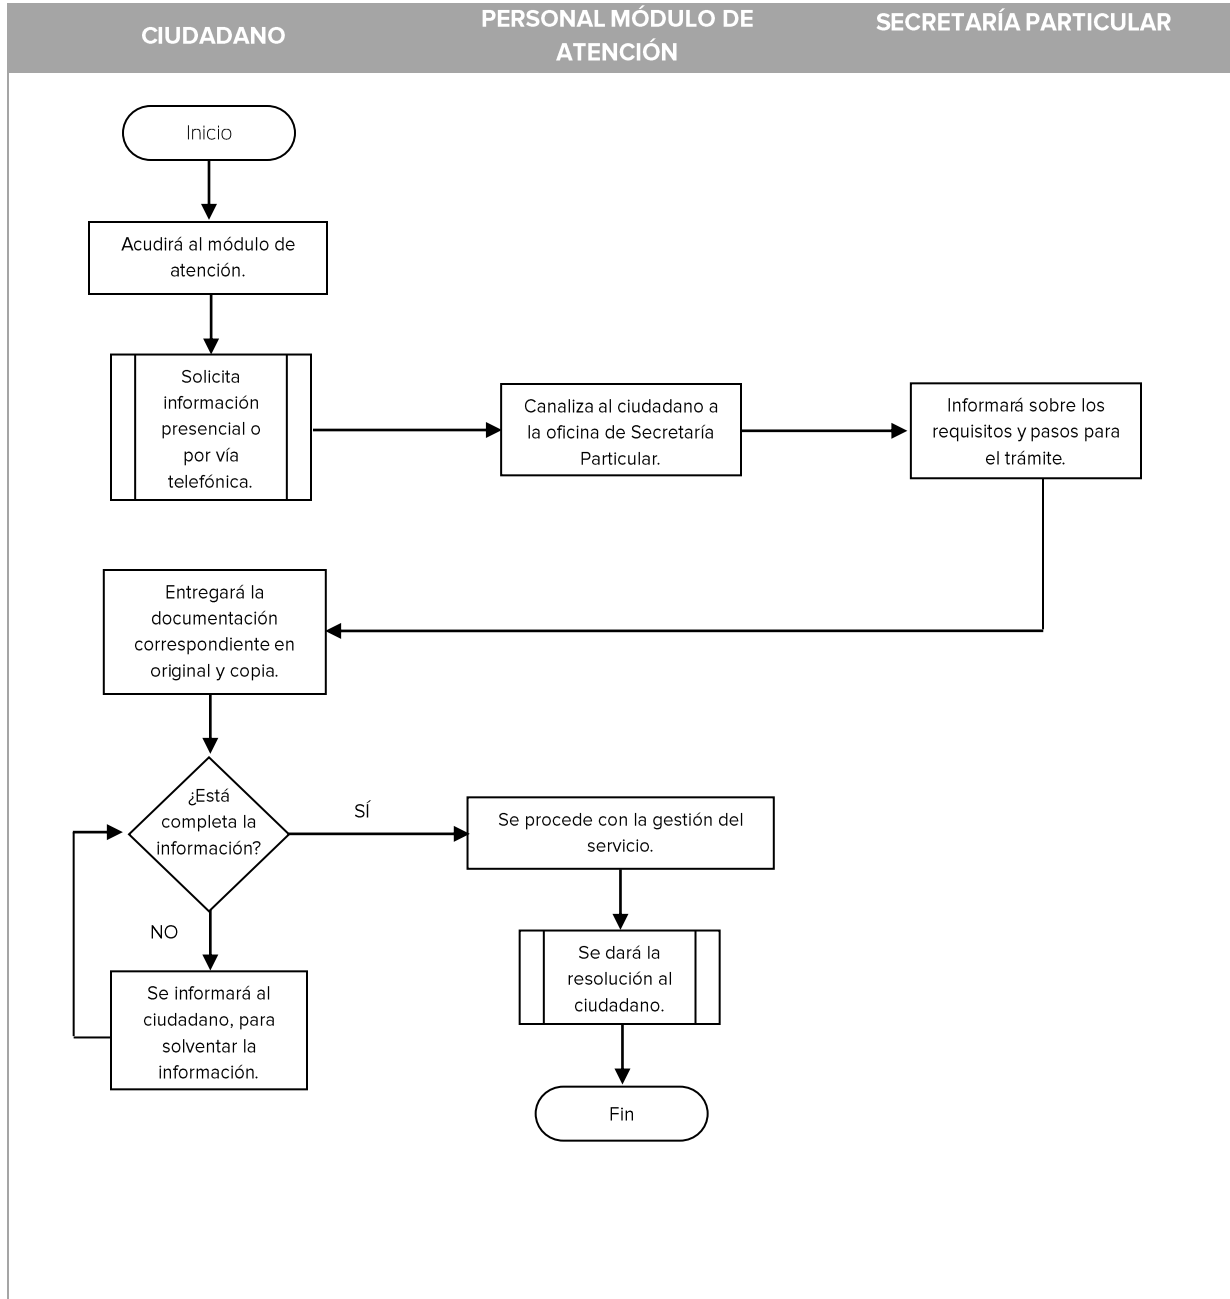 CIUDADANO
PERSONAL MÓDULO DE
ATENCIÓN
SECRETARÍA PARTICULAR
Inicio
Acudirá al módulo de
atención.
Solicita
información
presencial o
por vía
telefónica.
Canaliza al ciudadano a
la oficina de Secretaría
Particular.
Informará sobre los
requisitos y pasos para
el trámite.
Entregará la
documentación
correspondiente en
original y copia.
¿Está
completa la
información?
SÍ
Se procede con la gestión del
servicio.
NO
Se informará al
ciudadano, para
solventar la
información.
Se dará la
resolución al
ciudadano.
Fin